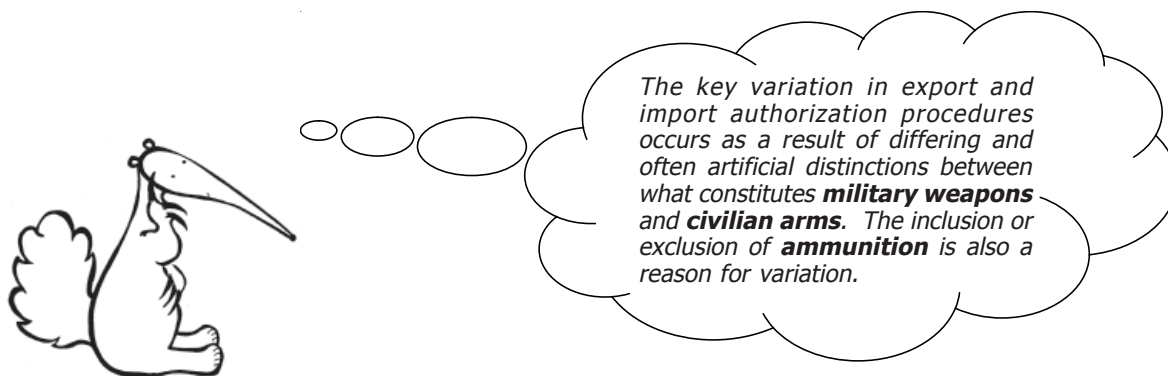 The key variation in export and
import authorization procedures
occurs as a result of differing and
often artificial distinctions between
what constitutes military weapons
and civilian arms. The inclusion or
exclusion of ammunition is also a
reason for variation.